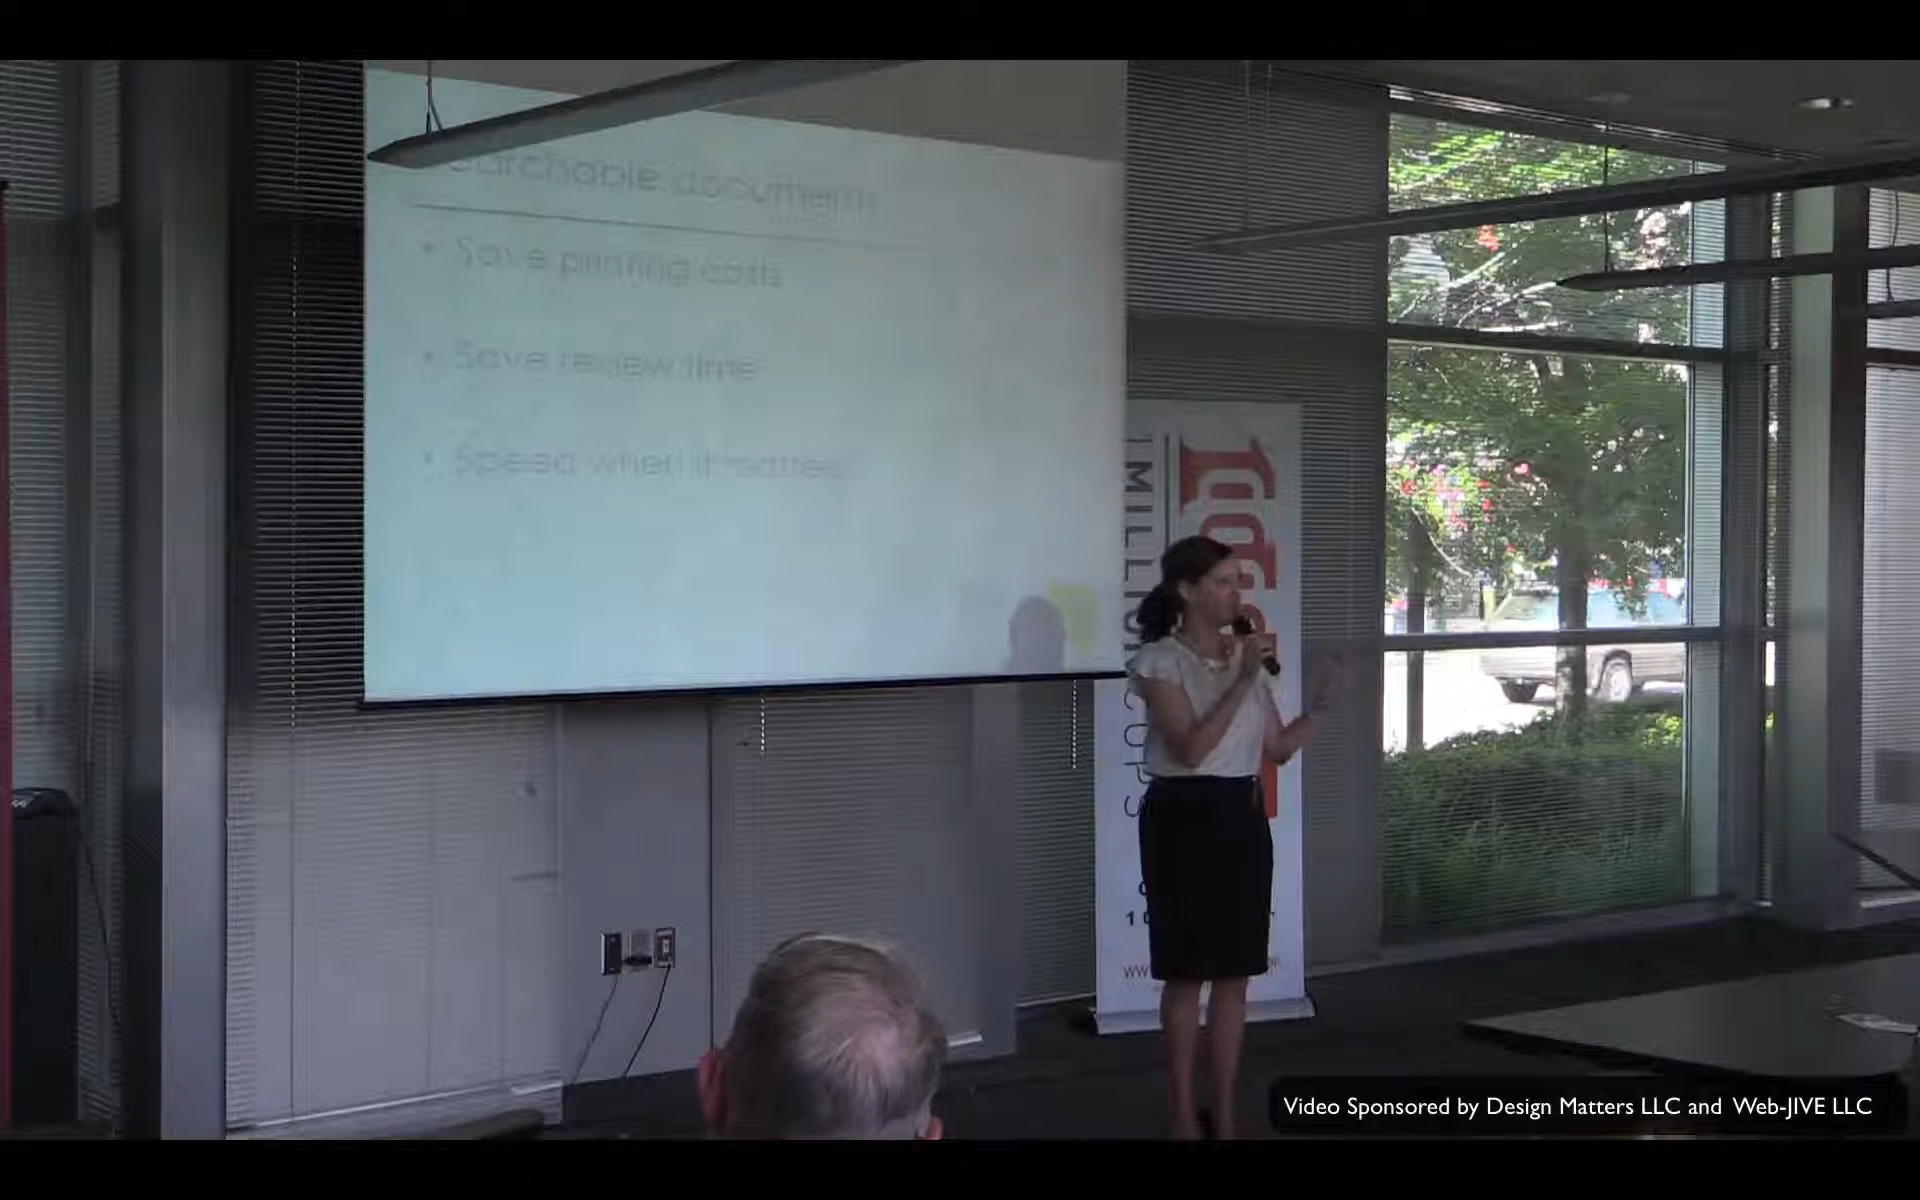 searchable documents
• Save printing costs
• Save review time
• Speed when it matters
1MILLIONCUPS
Video Sponsored by Design Matters LLC and Web-JIVE LLC